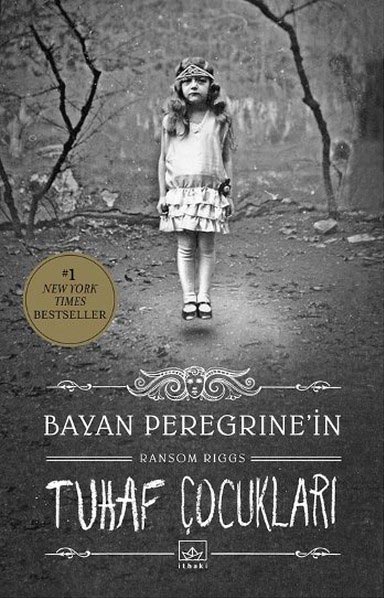 #1
NEW YORK
TIMES
BESTSELLER
BAYAN PEREGRINE'İN
RANSOM RIGGS
TUHAF ÇOCUKLARI
ithaki